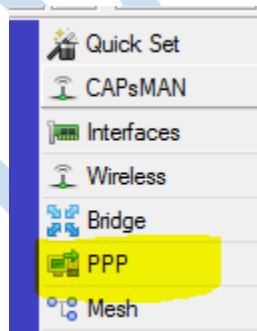 Quick Set
CAPsMAN
Interfaces
Wireless
Bridge
PPP
Mesh